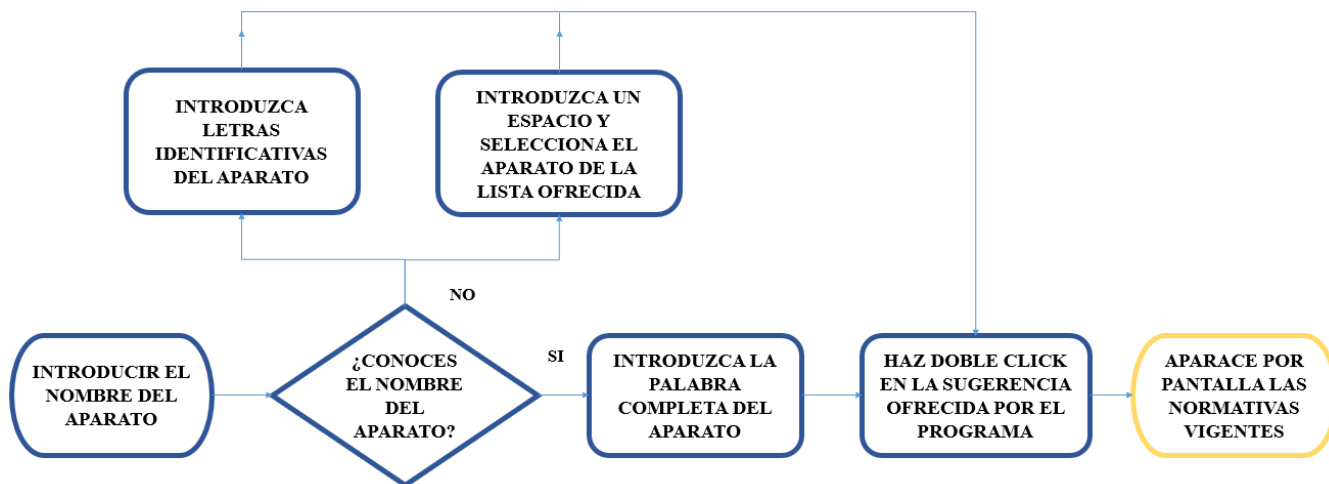 INTRODUZCA
LETRAS
IDENTIFICATIVAS
DEL APARATO
INTRODUZCA UN
ESPACIO Y
SELECCIONA EL
APARATO DE LA
LISTA OFRECIDA
NO
INTRODUCIR EL
NOMBRE DEL
APARATO
¿CONOCES
EL NOMBRE
DEL
APARATO?
SI
INTRODUZCA LA
PALABRA
COMPLETA DEL
APARATO
HAZ DOBLE CLICK
EN LA SUGERENCIA
OFRECIDA POR EL
PROGRAMA
APARACE POR
PANTALLA LAS
NORMATIVAS
VIGENTES